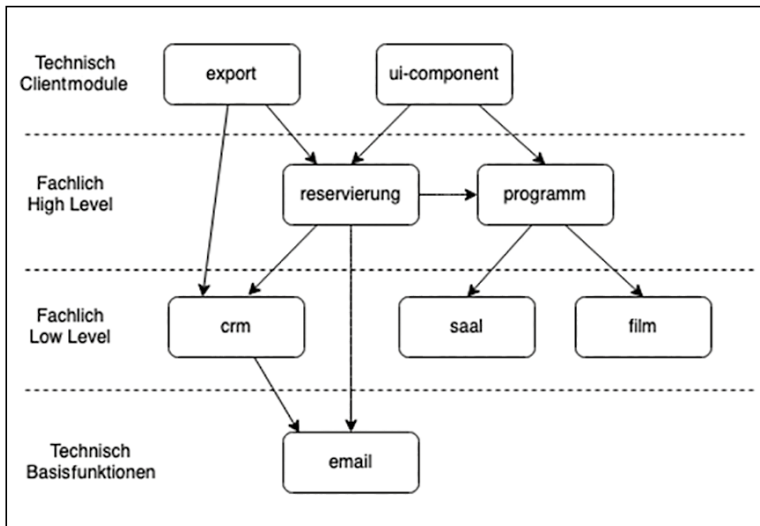 Technisch
Clientmodule
export
ui-component
Fachlich
High Level
reservierung
programm
Fachlich
Low Level
crm
saal
film
Technisch
Basisfunktionen
email